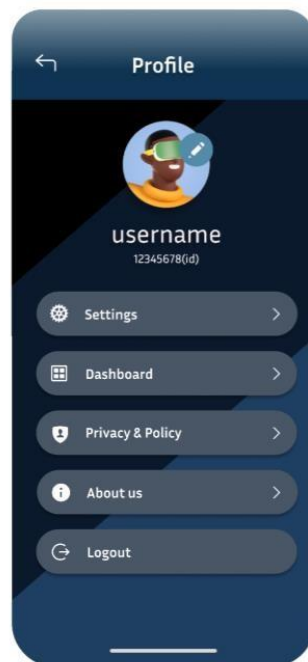 Profile
username
12345678(id)
Settings
Dashboard
Privacy & Policy
About us
Logout